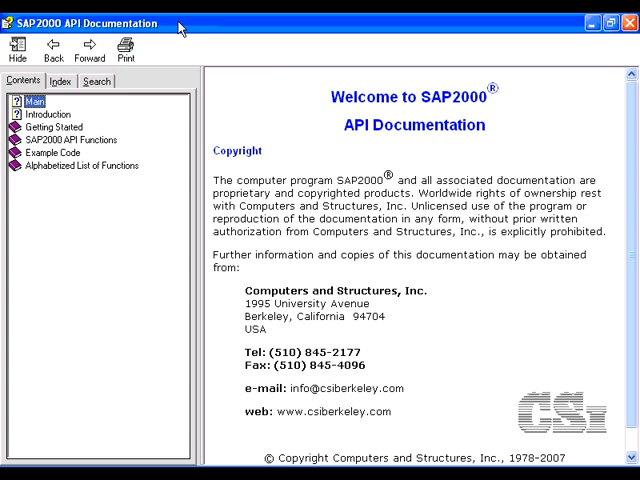 SAP2000 API Documentation
Hide Back Forward Print
Contents Index Search
Main
Introduction
Getting Started
SAP2000 API Functions
Example Code
Alphabetized List of Functions
Welcome to SAP2000®
API Documentation
Copyright
The computer program SAP2000® and all associated documentation are
proprietary and copyrighted products. Worldwide rights of ownership rest
with Computers and Structures, Inc. Unlicensed use of the program or
reproduction of the documentation in any form, without prior written
authorization from Computers and Structures, Inc., is explicitly prohibited.
Further information and copies of this documentation may be obtained
from:
Computers and Structures, Inc.
1995 University Avenue
Berkeley, California 94704
USA
Tel: (510) 845-2177
Fax: (510) 845-4096
e-mail: info@csiberkeley.com
web: www.csiberkeley.com
CSI
© Copyright Computers and Structures, Inc., 1978-2007